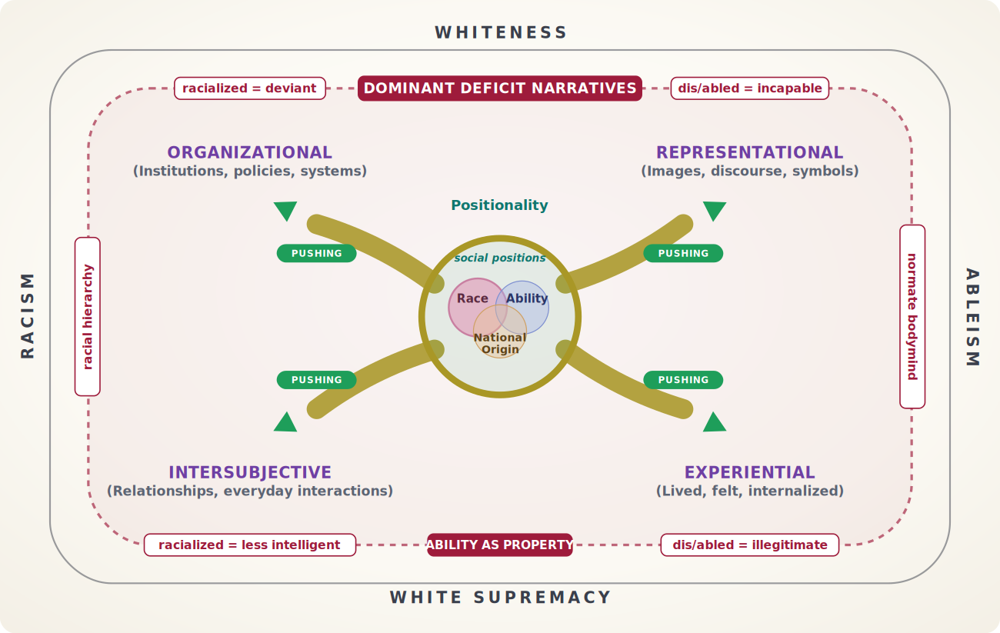 WHITENESS
racialized = deviant
DOMINANT DEFICIT NARRATIVES
dis/abled = incapable
ORGANIZATIONAL
(Institutions, policies, systems)
REPRESENTATIONAL
(Images, discourse, symbols)
Positionality
PUSHING
PUSHING
social positions
Race
Ability
National
Origin
RACISM
racial hierarchy
normate bodymind
ABLEISM
PUSHING
PUSHING
INTERSUBJECTIVE
(Relationships, everyday interactions)
EXPERIENTIAL
(Lived, felt, internalized)
racialized = less intelligent
ABILITY AS PROPERTY
dis/abled = illegitimate
WHITE SUPREMACY